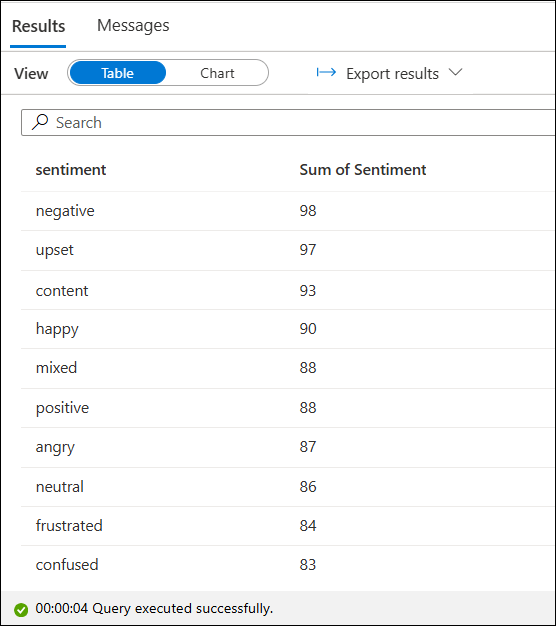 Results Messages
View Table Chart Export results
Search
sentiment Sum of Sentiment
negative 98
upset 97
content 93
happy 90
mixed 88
positive 88
angry 87
neutral 86
frustrated 84
confused 83
00:00:04 Query executed successfully.